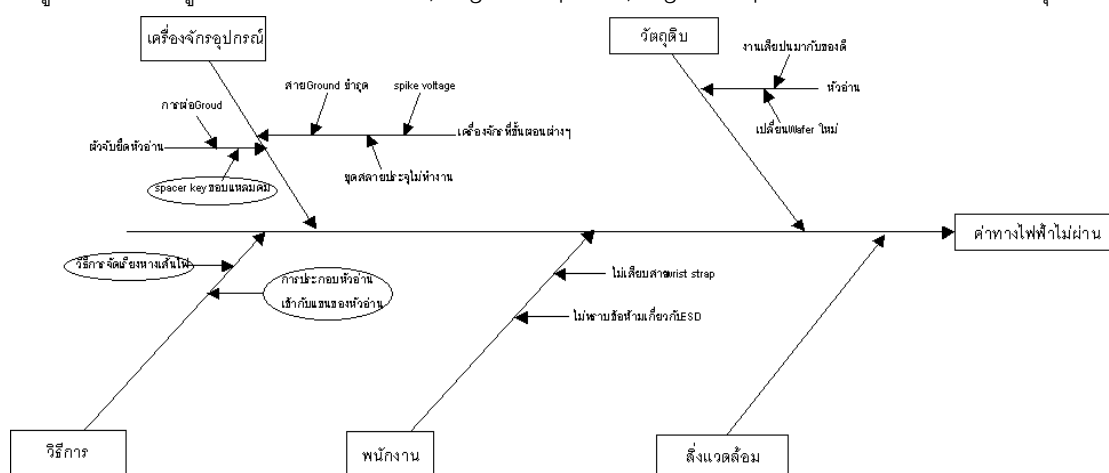 เครื่องจักรอุปกรณ์
วัตถุดิบ
งานเสียปนมากับของดี
สายGround ชำรุด
spike voltage
หัวอ่าน
การต่อGroud
เครื่องจักรที่ขั้นตอนต่างๆ
เปลี่ยนWafer ใหม่
ตัวจับยึดหัวอ่าน
ชุดสลายประจุไม่ทำงาน
spacer key ขอบแหลมคม
ค่าทางไฟฟ้าไม่ผ่าน
วิธีการจัดเรียงหางเส้นไฟ
การประกอบหัวอ่าน
เข้ากับแขนของหัวอ่าน
ไม่เสียบสายwrist strap
ไม่ทราบข้อห้ามเกี่ยวกับESD
วิธีการ
พนักงาน
สิ่งแวดล้อม